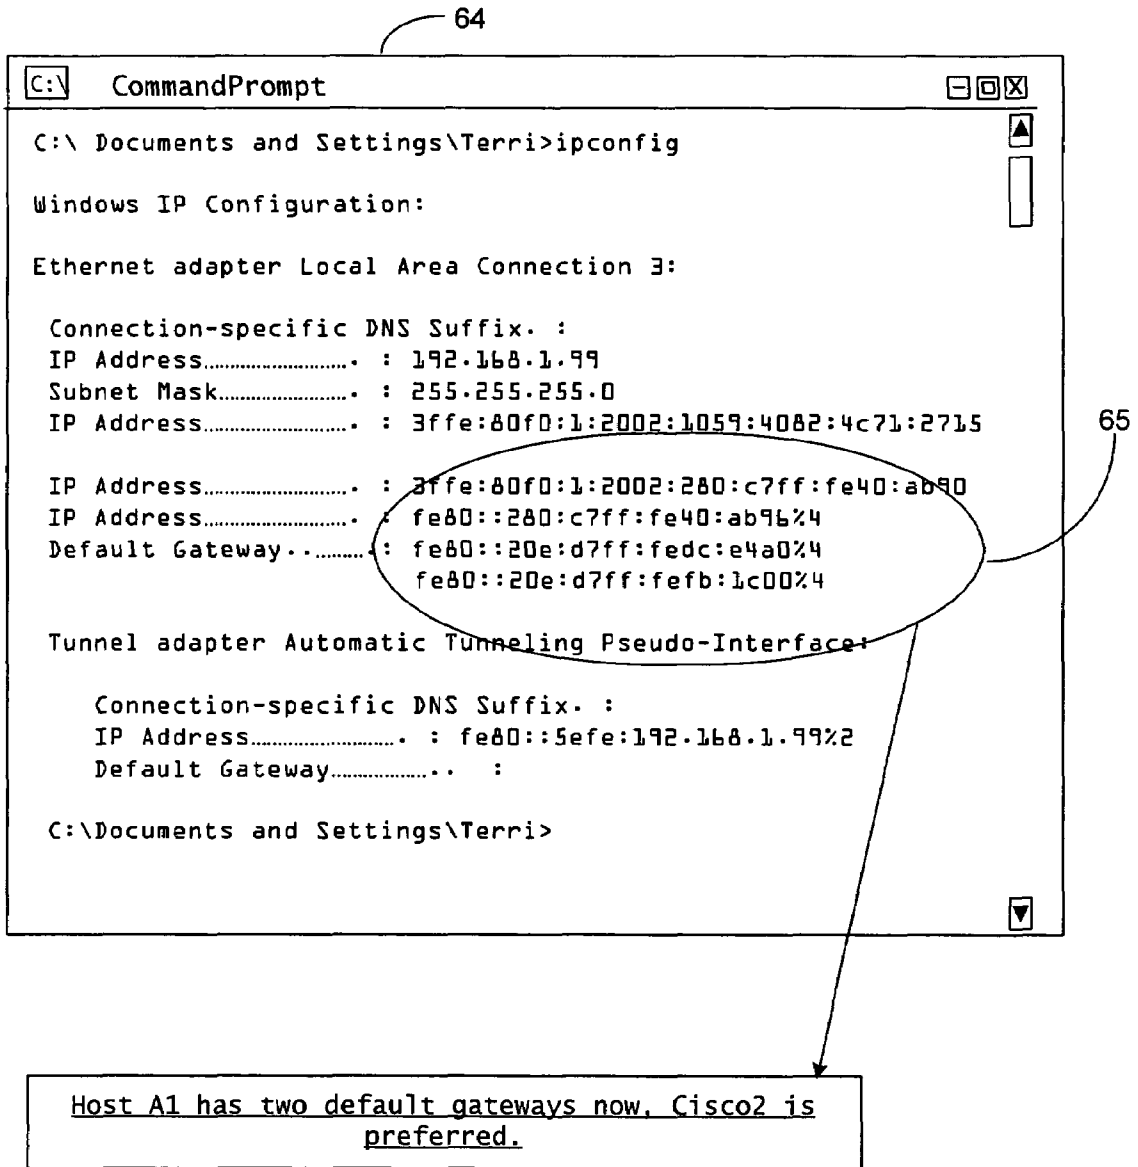 64
C:\ CommandPrompt
C:\ Documents and Settings\Terri>ipconfig
Windows IP Configuration:
Ethernet adapter Local Area Connection 3:
Connection-specific DNS Suffix. :
IP Address........................ : 192.168.1.99
Subnet Mask...................... : 255.255.255.0
IP Address........................ : 3ffe:80f0:1:2002:1059:4082:4c71:2715
65
IP Address........................ : 3ffe:80f0:1:2002:280:c7ff:fe40:ab90
IP Address........................ : fe80::280:c7ff:fe40:ab96%4
Default Gateway...........: fe80::20e:d7ff:fedc:e4a0%4
fe80::20e:d7ff:fefb:1c00%4
Tunnel adapter Automatic Tunneling Pseudo-Interface:
Connection-specific DNS Suffix. :
IP Address........................ : fe80::5efe:192.168.1.99%2
Default Gateway.................. :
C:\Documents and Settings\Terri>
Host A1 has two default gateways now, Cisco2 is
preferred.